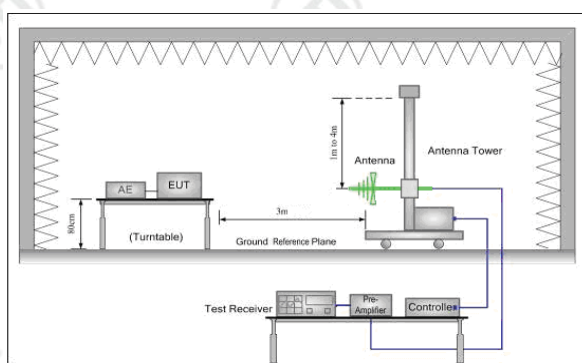 1m to 4m
Antenna
Antenna Tower
AE
EUT
80cm
3m
(Turntable)
Ground Reference Plane
Test Receiver
Pre-
Amplifier
Controller